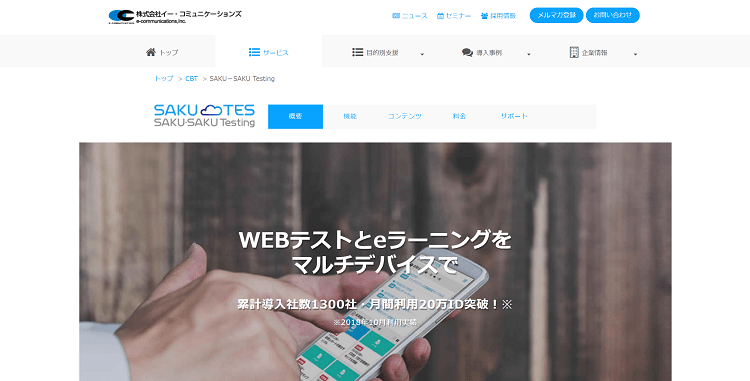 株式会社イー・コミュニケーションズ
e-communications,inc.
ニュース
セミナー
採用情報
メルマガ登録
お問い合わせ
トップ
サービス
目的別支援
導入事例
企業情報
トップ > CBT > SAKU-SAKU Testing
SAKU TES
SAKU-SAKU Testing
概要
機能
コンテンツ
料金
サポート
WEBテストとeラーニングを
マルチデバイスで
累計導入社数1300社・月間利用20万ID突破！※
※2018年10月利用実績